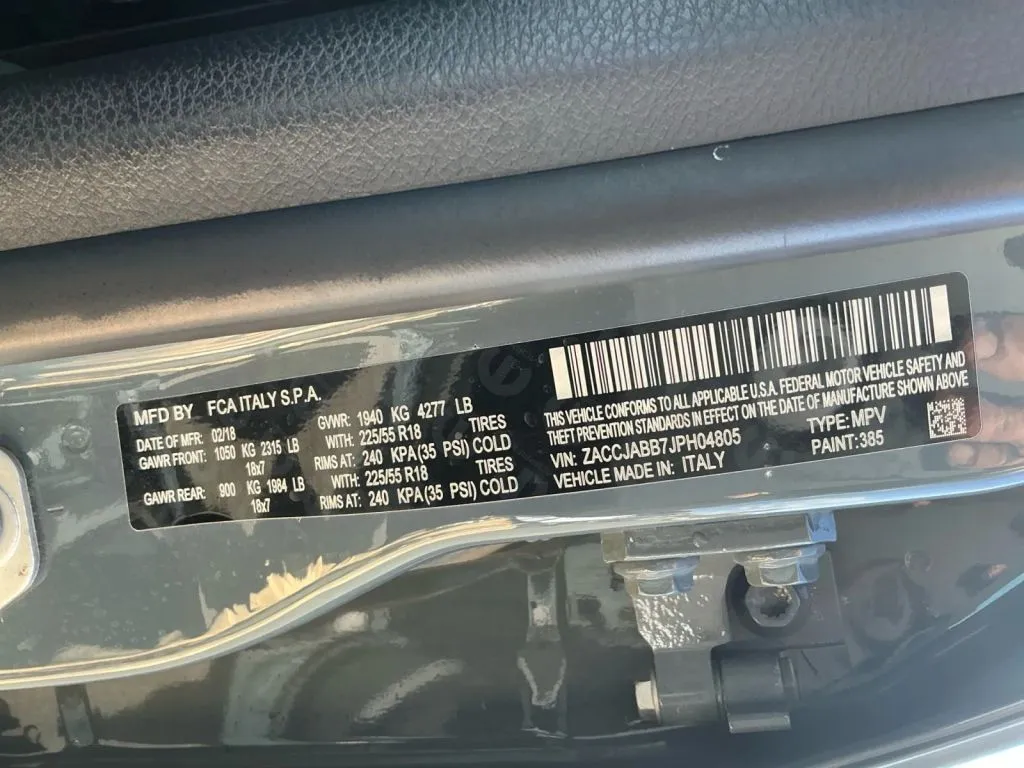 MFD BY FCA ITALY S.P.A.
DATE OF MFR: 02/18 GVWR: 1940 KG 4277 LB
GAWR FRONT: 1050 KG 2315 LB WITH: 225/55 R18 TIRES
18x7 RIMS AT: 240 KPA(35 PSI) COLD
GAWR REAR: 900 KG 1984 LB WITH: 225/55 R18 TIRES
18x7 RIMS AT: 240 KPA(35 PSI) COLD
THIS VEHICLE CONFORMS TO ALL APPLICABLE U.S.A. FEDERAL MOTOR VEHICLE SAFETY AND
THEFT PREVENTION STANDARDS IN EFFECT ON THE DATE OF MANUFACTURE SHOWN ABOVE
VIN: ZACCJABB7JPH04805 TYPE: MPV
VEHICLE MADE IN: ITALY PAINT: 385